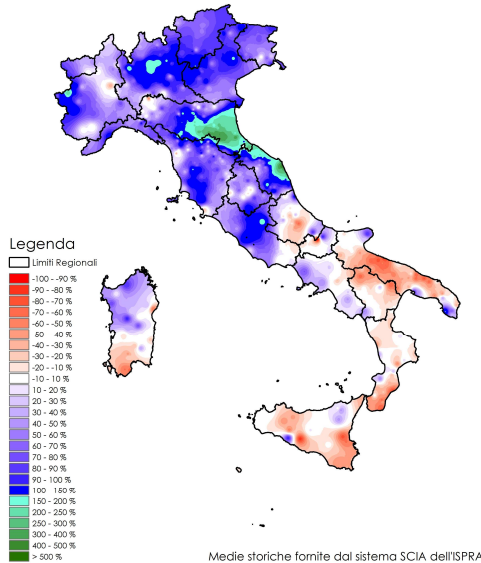 Legenda
Limiti Regionali
-100 - -90 %
-90 - -80 %
-80 - -70 %
-70 - -60 %
-60 - -50 %
50 40 %
-40 - -30 %
-30 - -20 %
-20 - -10 %
-10 - 10 %
10 - 20 %
20 - 30 %
30 - 40 %
40 - 50 %
50 - 60 %
60 - 70 %
70 - 80 %
80 - 90 %
90 - 100 %
100 150 %
150 - 200 %
200 - 250 %
250 - 300 %
300 - 400 %
400 - 500 %
> 500 %
Medie storiche fornite dal sistema SCIA dell'ISPRA